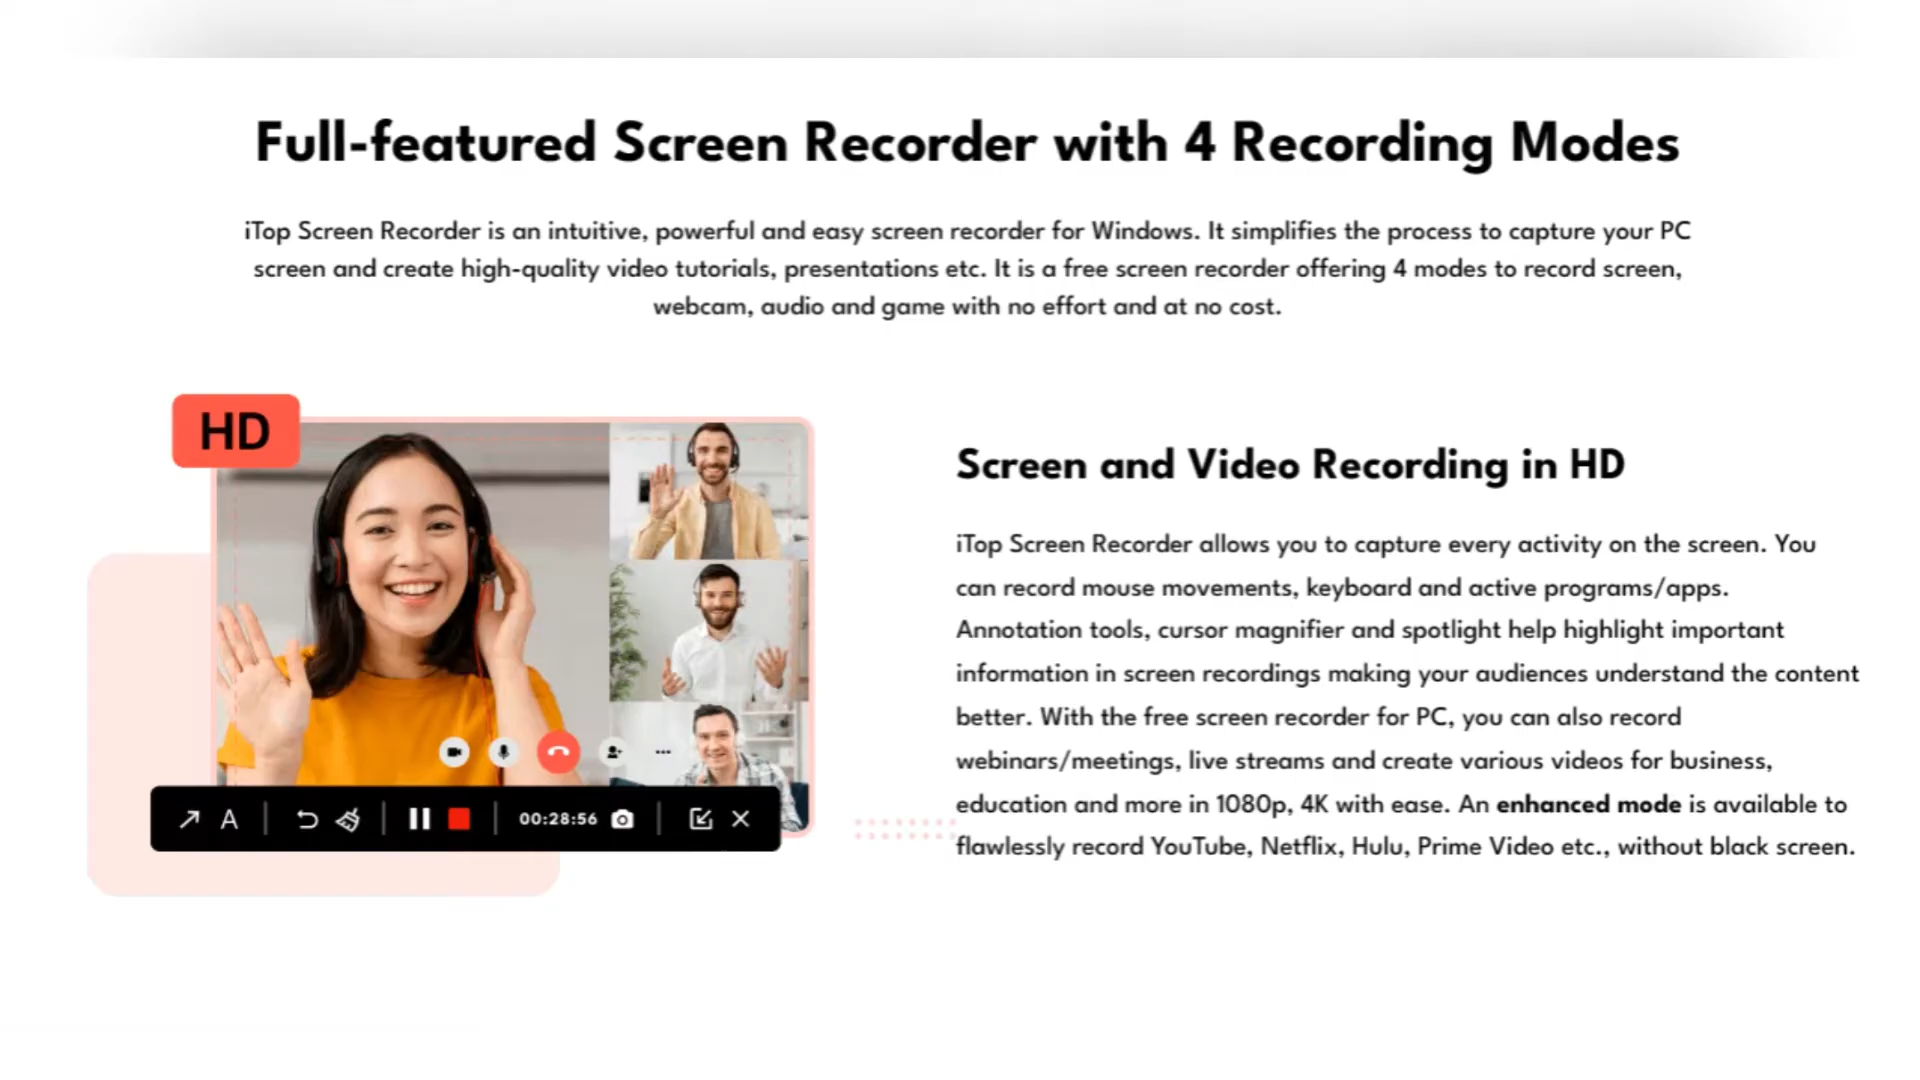 Full-featured Screen Recorder with 4 Recording Modes
iTop Screen Recorder is an intuitive, powerful and easy screen recorder for Windows. It simplifies the process to capture your PC
screen and create high-quality video tutorials, presentations etc. It is a free screen recorder offering 4 modes to record screen,
webcam, audio and game with no effort and at no cost.
HD
A
00:28:56
Screen and Video Recording in HD
iTop Screen Recorder allows you to capture every activity on the screen. You
can record mouse movements, keyboard and active programs/apps.
Annotation tools, cursor magnifier and spotlight help highlight important
information in screen recordings making your audiences understand the content
better. With the free screen recorder for PC, you can also record
webinars/meetings, live streams and create various videos for business,
education and more in 1080p, 4K with ease. An enhanced mode is available to
flawlessly record YouTube, Netflix, Hulu, Prime Video etc., without black screen.